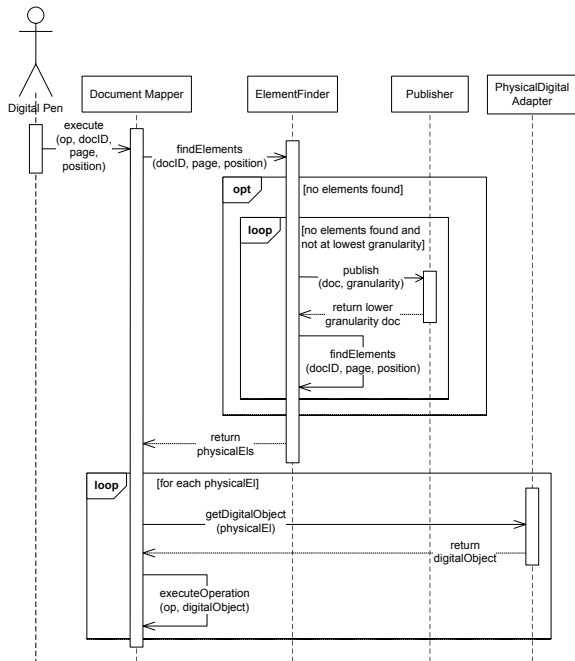 Digital Pen
Document Mapper
ElementFinder
Publisher
PhysicalDigital
Adapter
execute
(op, docID,
page,
position)
findElements
(docID, page, position)
opt
[no elements found]
loop
[no elements found and
not at lowest granularity]
publish
(doc, granularity)
return lower
granularity doc
findElements
(docID, page, position)
return
physicalEls
loop
[for each physicalEl]
getDigitalObject
(physicalEl)
return
digitalObject
executeOperation
(op, digitalObject)